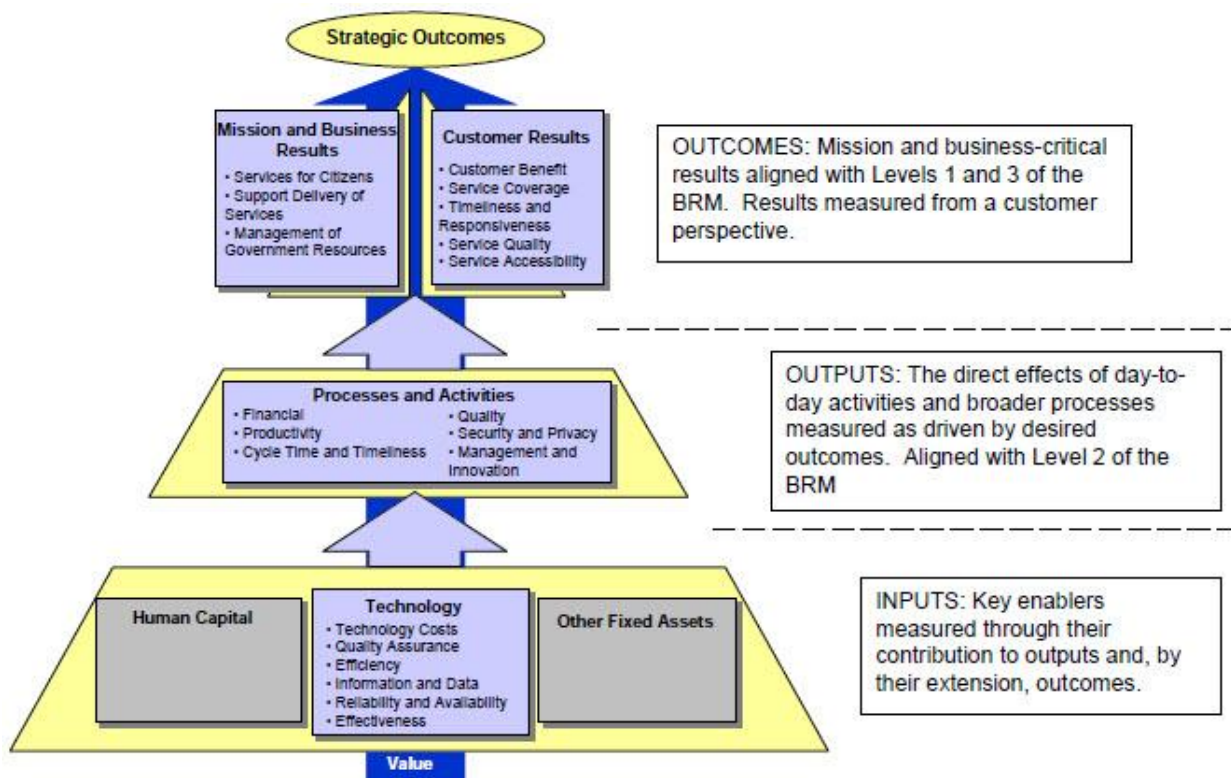 Strategic Outcomes
Mission and Business
Results
• Services for Citizens
• Support Delivery of
Services
• Management of
Government Resources
Customer Results
• Customer Benefit
• Service Coverage
• Timeliness and
Responsiveness
• Service Quality
• Service Accessibility
OUTCOMES: Mission and business-critical
results aligned with Levels 1 and 3 of the
BRM. Results measured from a customer
perspective.
Processes and Activities
• Financial
• Productivity
• Cycle Time and Timeliness
• Quality
• Security and Privacy
• Management and
Innovation
OUTPUTS: The direct effects of day-to-
day activities and broader processes
measured as driven by desired
outcomes. Aligned with Level 2 of the
BRM
Human Capital
Technology
• Technology Costs
• Quality Assurance
• Efficiency
• Information and Data
• Reliability and Availability
• Effectiveness
Other Fixed Assets
INPUTS: Key enablers
measured through their
contribution to outputs and, by
their extension, outcomes.
Value